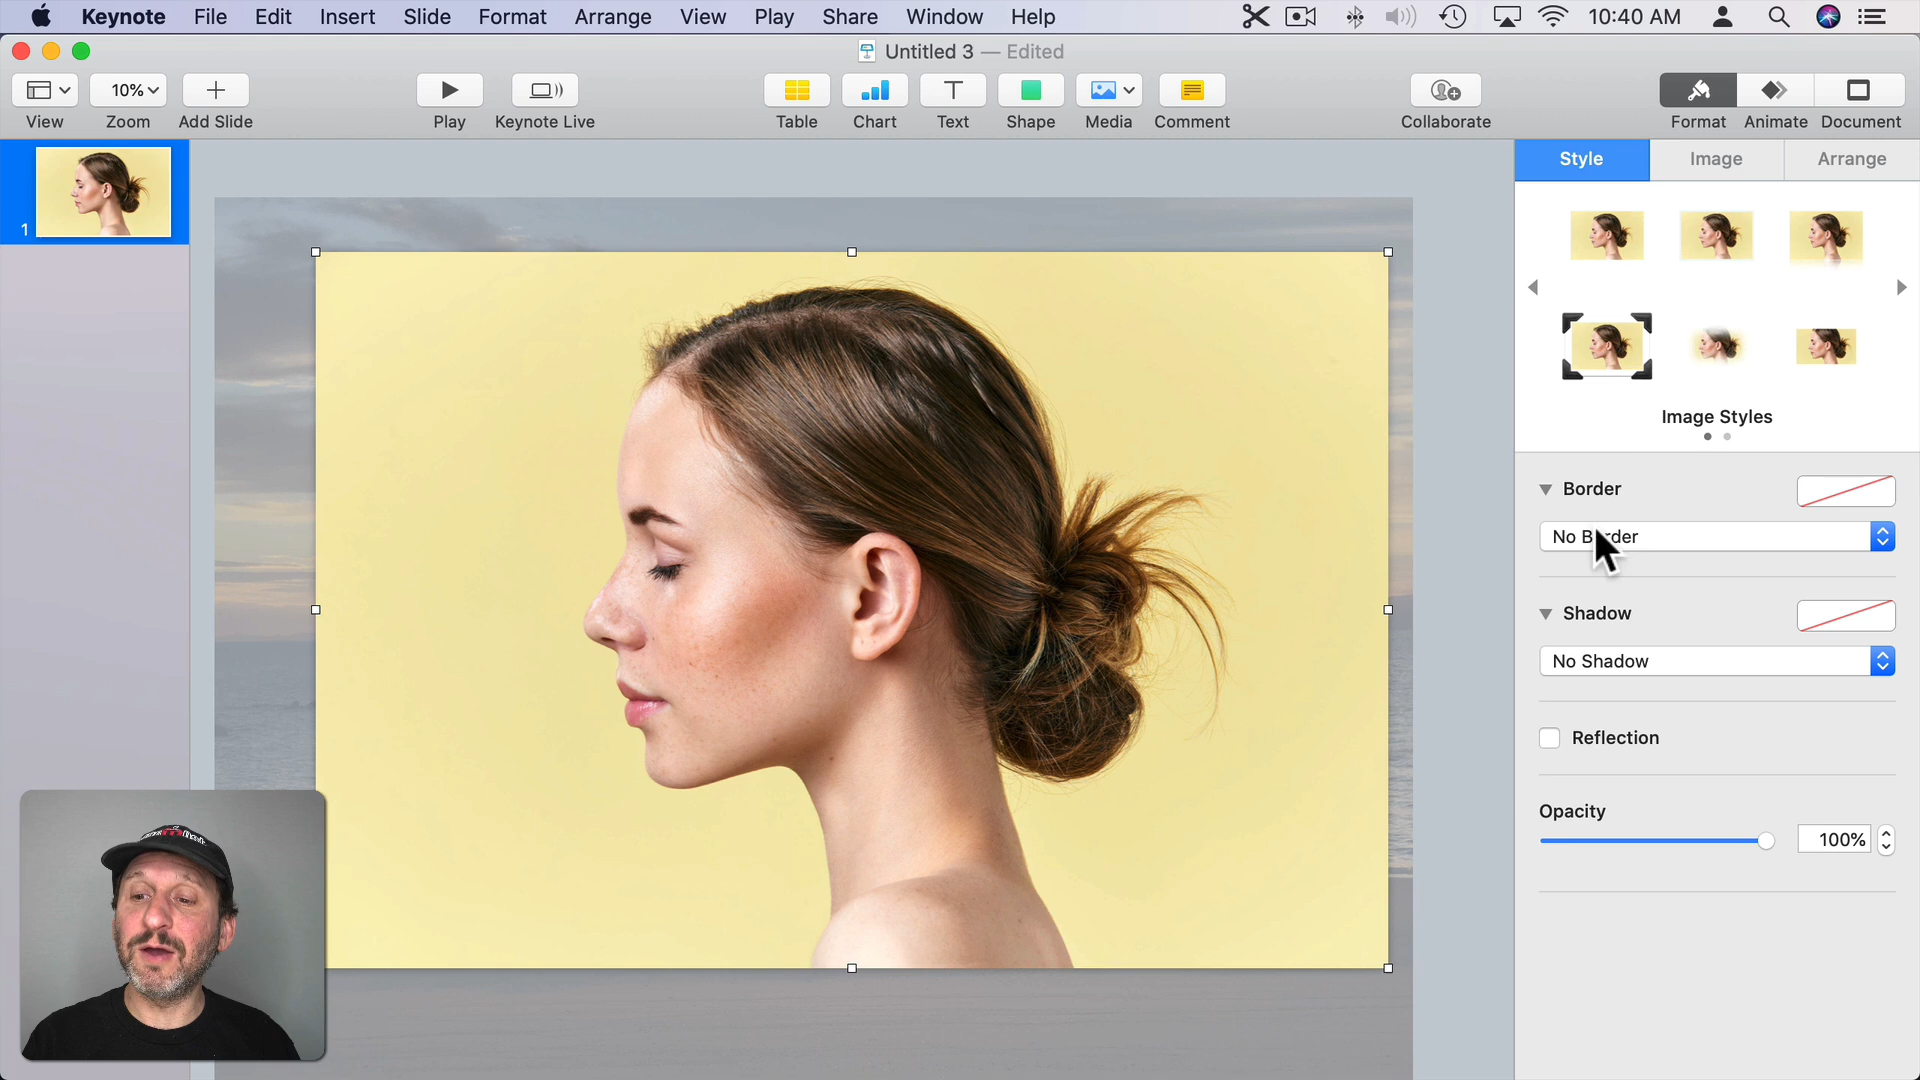 Keynote File Edit Insert Slide Format Arrange View Play Share Window Help 10:40 AM
Untitled 3 — Edited
10%
View Zoom Add Slide Play Keynote Live Table Chart Text Shape Media Comment Collaborate Format Animate Document
Style Image Arrange
1
Image Styles
Border
No Border
Shadow
No Shadow
Reflection
Opacity
100%